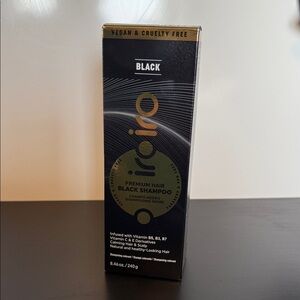 VEGAN & CRUELTY FREE
BLACK
iroiro
PREMIUM HAIR
BLACK SHAMPOO
Infused with Vitamin B5, B3, B7
Vitamin C & E Derivatives
Calming Hair & Scalp
Natural and healthy-Looking Hair
8.46 oz. / 240g